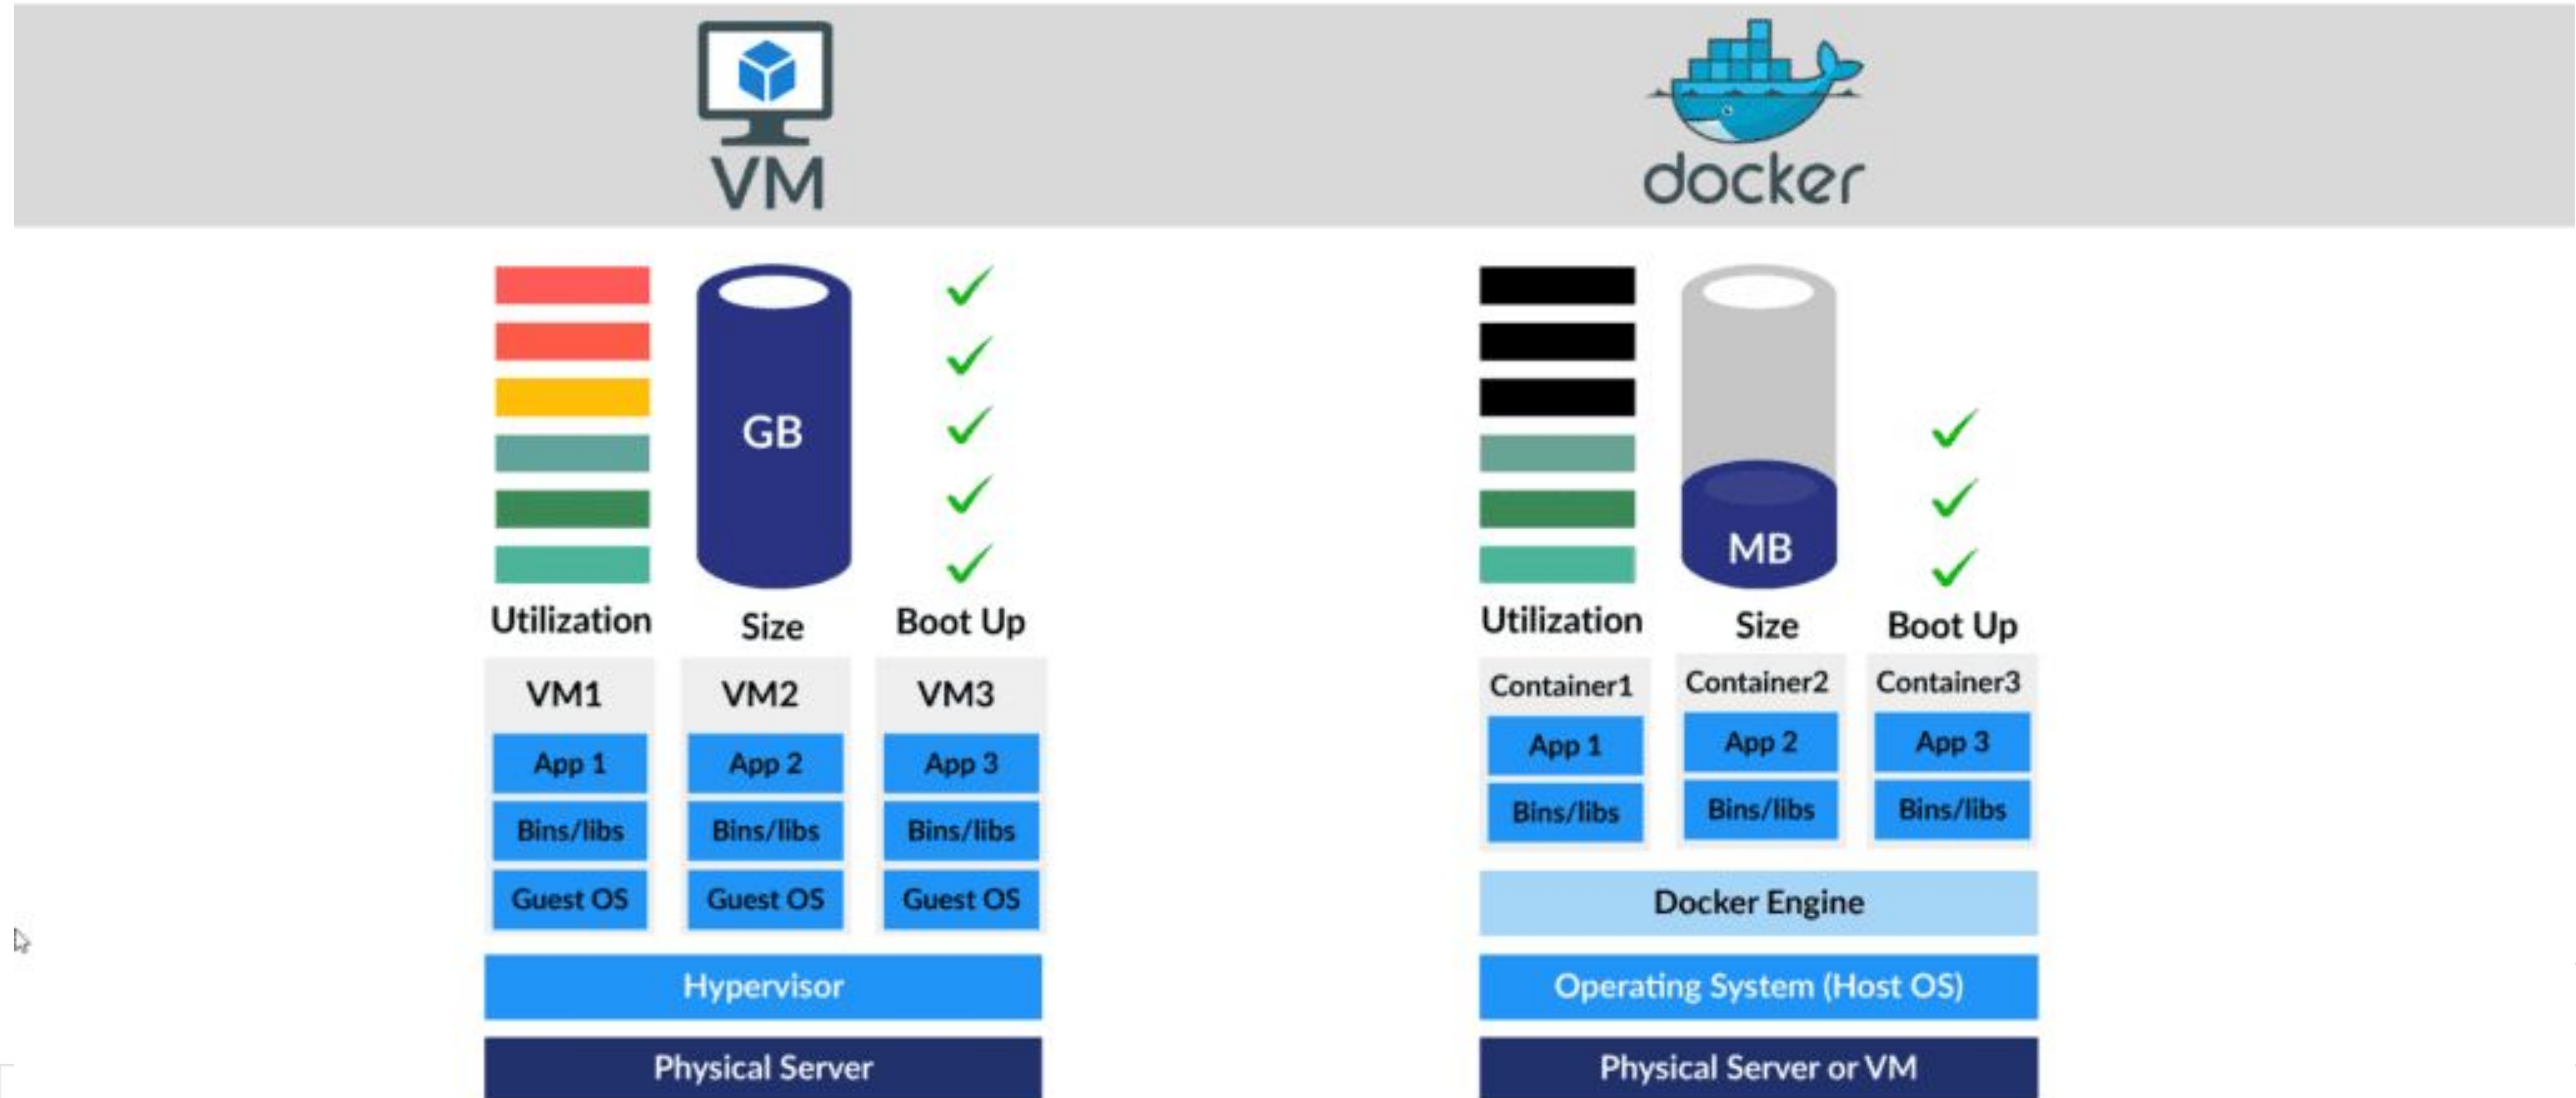 VM
docker
GB
Utilization
Size
Boot Up
VM1
VM2
VM3
App 1
App 2
App 3
Bins/libs
Bins/libs
Bins/libs
Guest OS
Guest OS
Guest OS
Hypervisor
Physical Server
MB
Utilization
Size
Boot Up
Container1
Container2
Container3
App 1
App 2
App 3
Bins/libs
Bins/libs
Bins/libs
Docker Engine
Operating System (Host OS)
Physical Server or VM